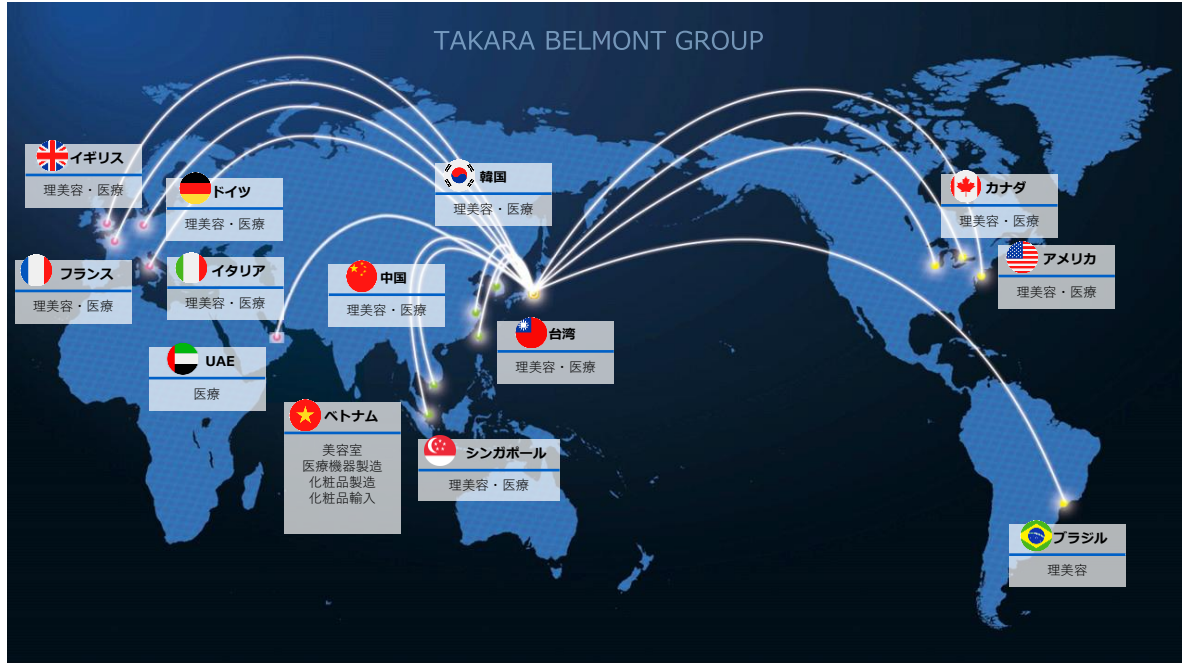 TAKARA BELMONT GROUP
イギリス
理美容・医療
ドイツ
理美容・医療
韓国
理美容・医療
カナダ
理美容・医療
フランス
理美容・医療
イタリア
理美容・医療
中国
理美容・医療
アメリカ
理美容・医療
台湾
理美容・医療
UAE
医療
ベトナム
美容室
医療機器製造
化粧品製造
化粧品輸入
シンガポール
理美容・医療
ブラジル
理美容